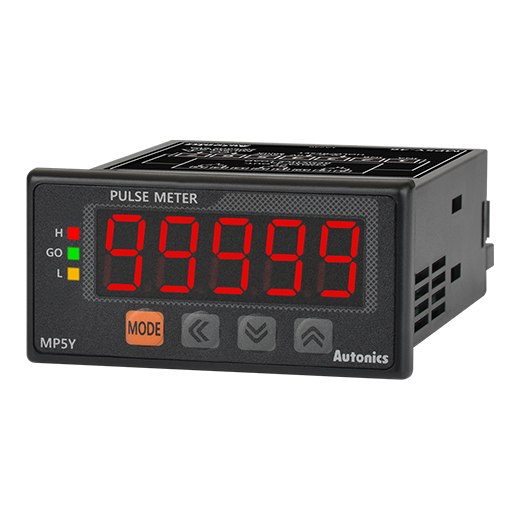 PULSE METER
H
99999
GO
L
MODE
MP5Y
Autonics